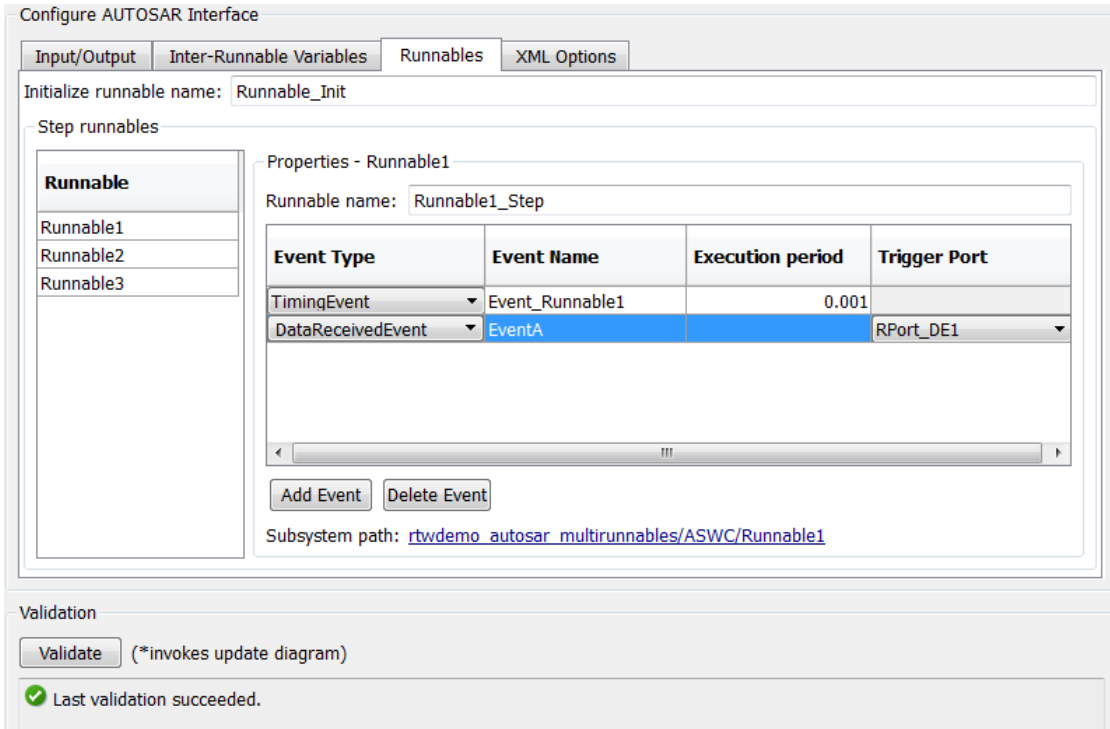 Configure AUTOSAR Interface
Input/Output Inter-Runnable Variables Runnables XML Options
Initialize runnable name: Runnable_Init
Step runnables
Runnable
Runnable1
Runnable2
Runnable3
Properties - Runnable1
Runnable name: Runnable1_Step
Event Type Event Name Execution period Trigger Port
TimingEvent Event_Runnable1 0.001
DataReceivedEvent EventA RPort_DE1
Add Event Delete Event
Subsystem path: rtwdemo_autosar_multirunnables/ASWC/Runnable1
Validation
Validate (*invokes update diagram)
Last validation succeeded.